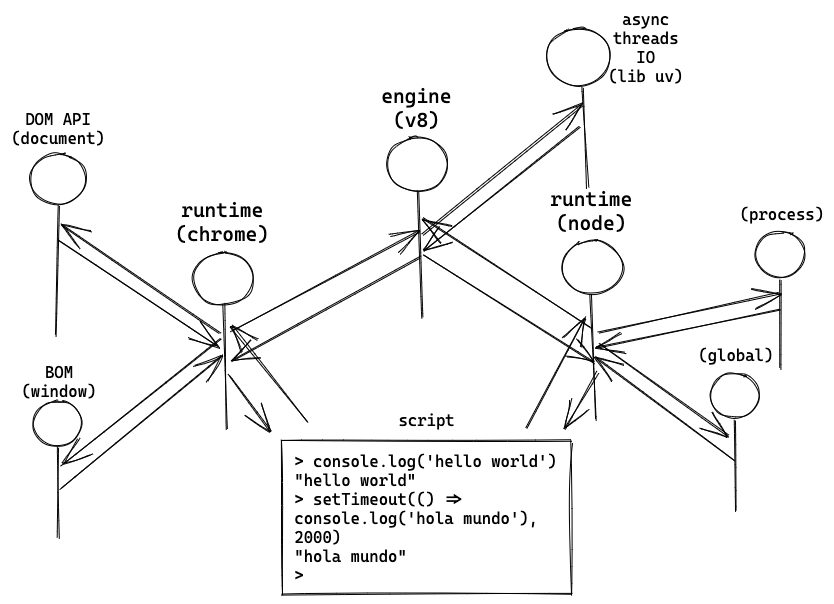 async
threads
IO
(lib uv)
engine
(v8)
DOM API
(document)
runtime
(chrome)
runtime
(node)
(process)
BOM
(window)
(global)
script
> console.log('hello world')
"hello world"
> setTimeout(() =>
console.log('hola mundo'),
2000)
"hola mundo"
>